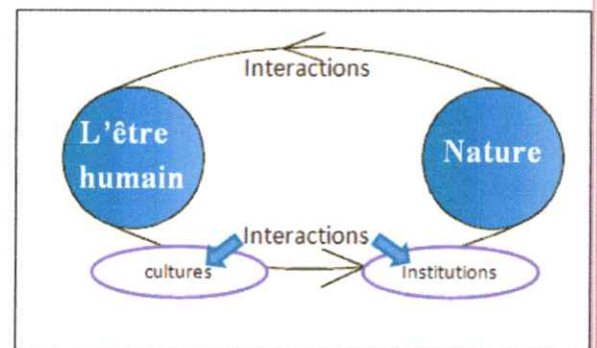 Interactions
L'être
humain
Nature
Interactions
cultures
Institutions